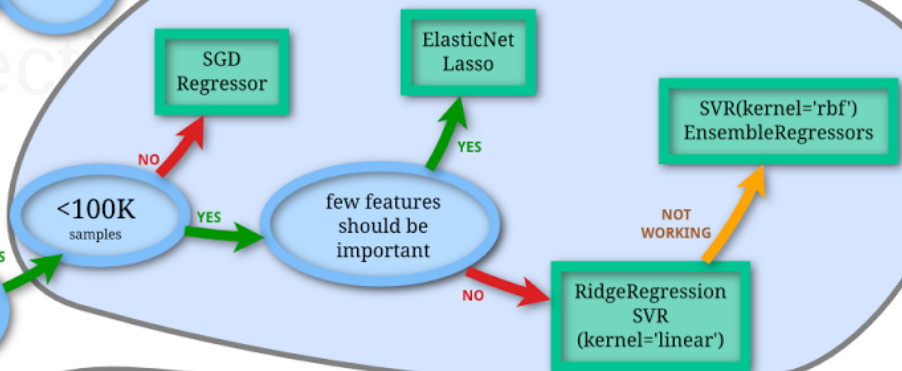 SGD
Regressor
ElasticNet
Lasso
SVR(kernel='rbf')
EnsembleRegressors
NO
YES
<100K
samples
YES
few features
should be
important
NOT
WORKING
NO
RidgeRegression
SVR
(kernel='linear')